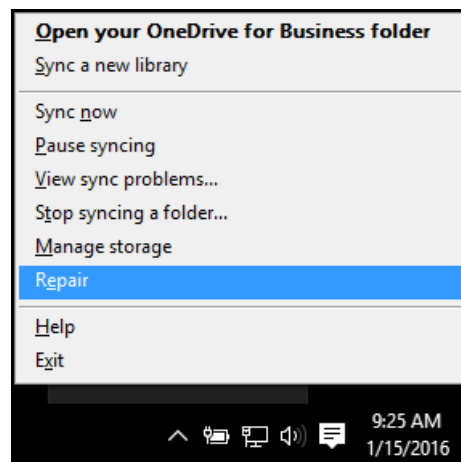 Open your OneDrive for Business folder
Sync a new library
Sync now
Pause syncing
View sync problems...
Stop syncing a folder...
Manage storage
Repair
Help
Exit
9:25 AM
1/15/2016